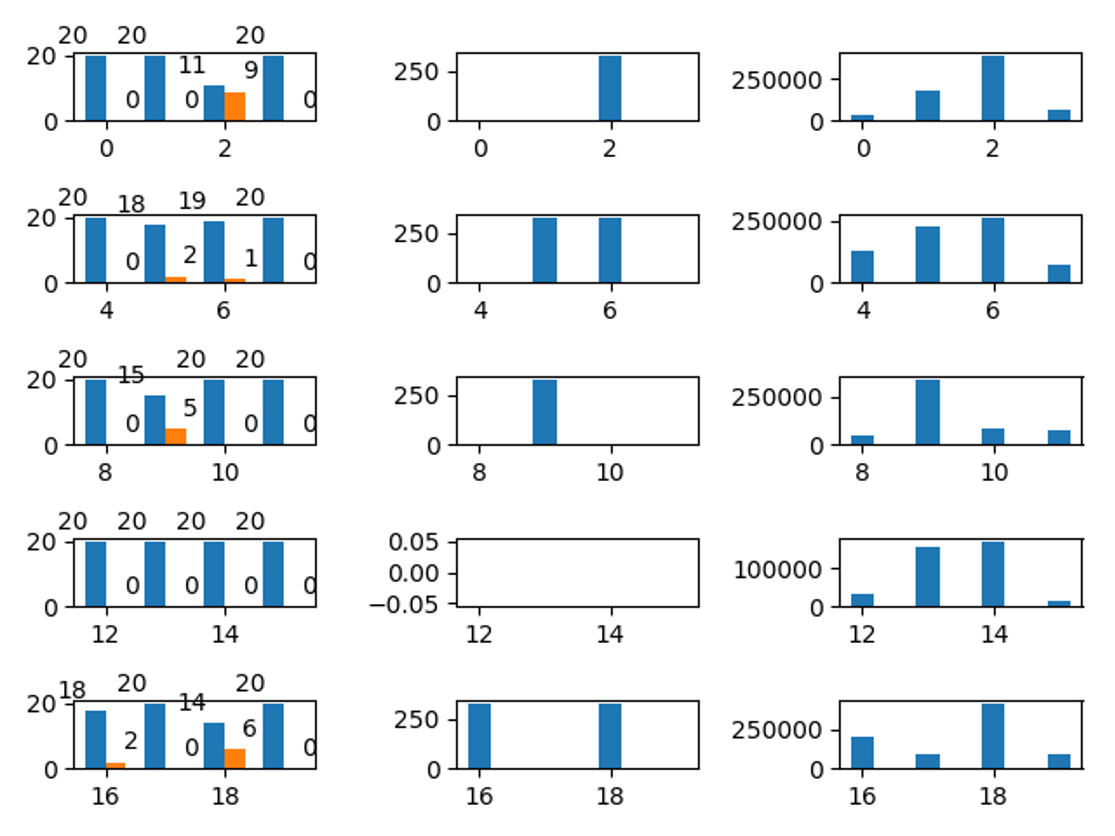 20 20 20
20 11 9 250 250000
0 0 0 0 0 0
0 2 0 2 0 2
20 18 19 20
20 0 2 1 0 250 250000
0 0 0
4 6 4 6 4 6
20 15 20 20
20 0 5 0 0 250 250000
0 0 0
8 10 8 10 8 10
20 20 20 20
20 0.05
0 0 0 0 0.00 100000
0 −0.05 0
12 14 12 14 12 14
18 20 14 20
20 2 0 6 0 250 250000
0 0 0
16 18 16 18 16 18